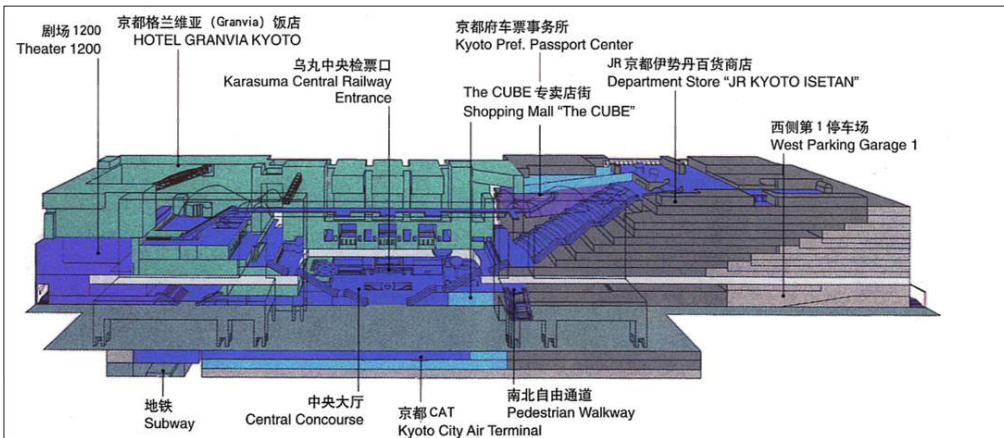 剧场 1200
Theater 1200
京都格兰维亚（Granvia）饭店
HOTEL GRANVIA KYOTO
乌丸中央检票口
Karasuma Central Railway
Entrance
京都府车票事务所
Kyoto Pref. Passport Center
The CUBE 专卖店街
Shopping Mall “The CUBE”
JR 京都伊势丹百货商店
Department Store “JR KYOTO ISETAN”
西侧第 1 停车场
West Parking Garage 1
地铁
Subway
中央大厅
Central Concourse
京都 CAT
Kyoto City Air Terminal
南北自由通道
Pedestrian Walkway